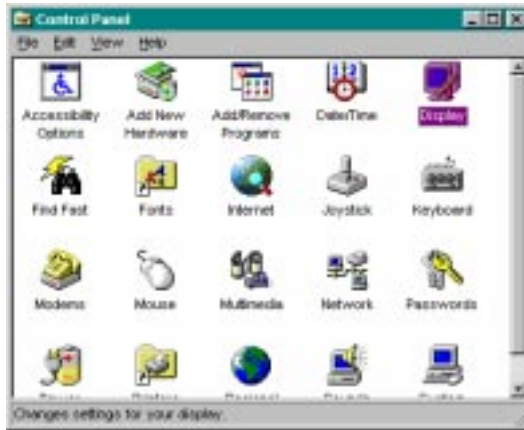 Control Panel
File Edit View Help
Accessibility Options
Add New Hardware
Add/Remove Programs
Date/Time
Display
Find Fast
Fonts
Internet
Joystick
Keyboard
Modems
Mouse
Multimedia
Network
Passwords
Changes settings for your display.